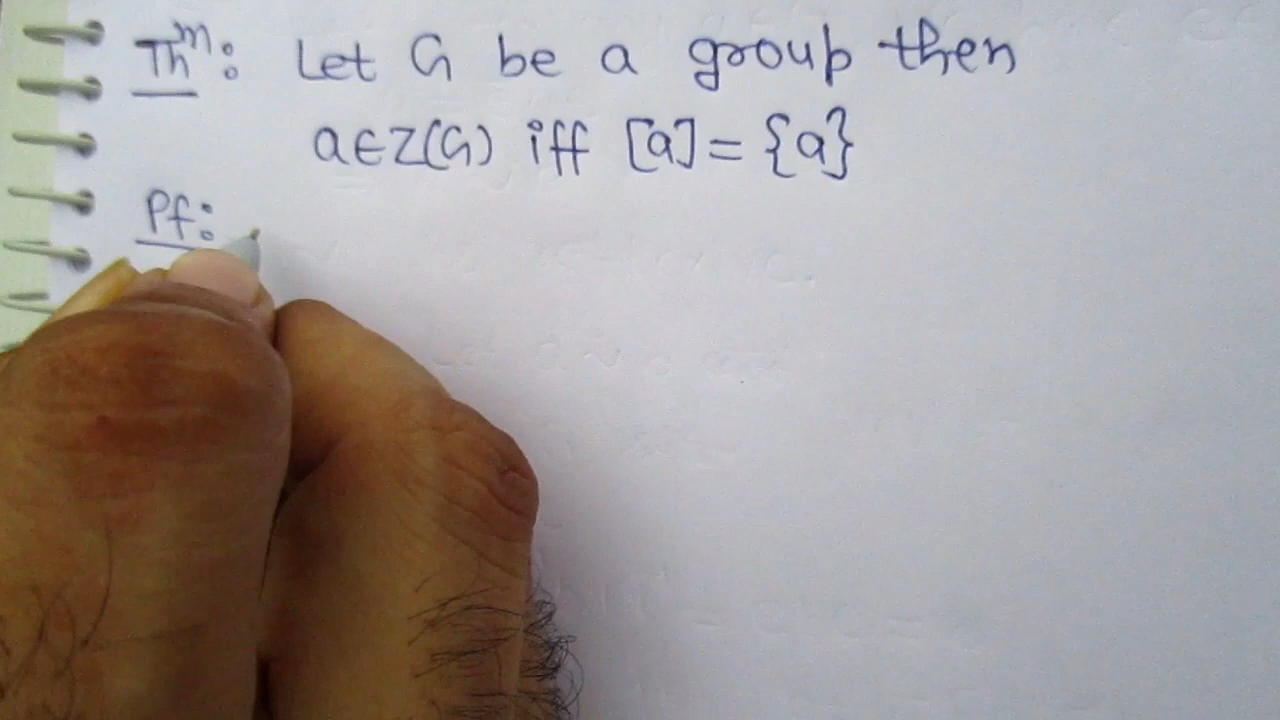 Thm: Let G be a group then
a∈Z(G) iff [a] = {a}
Pf: